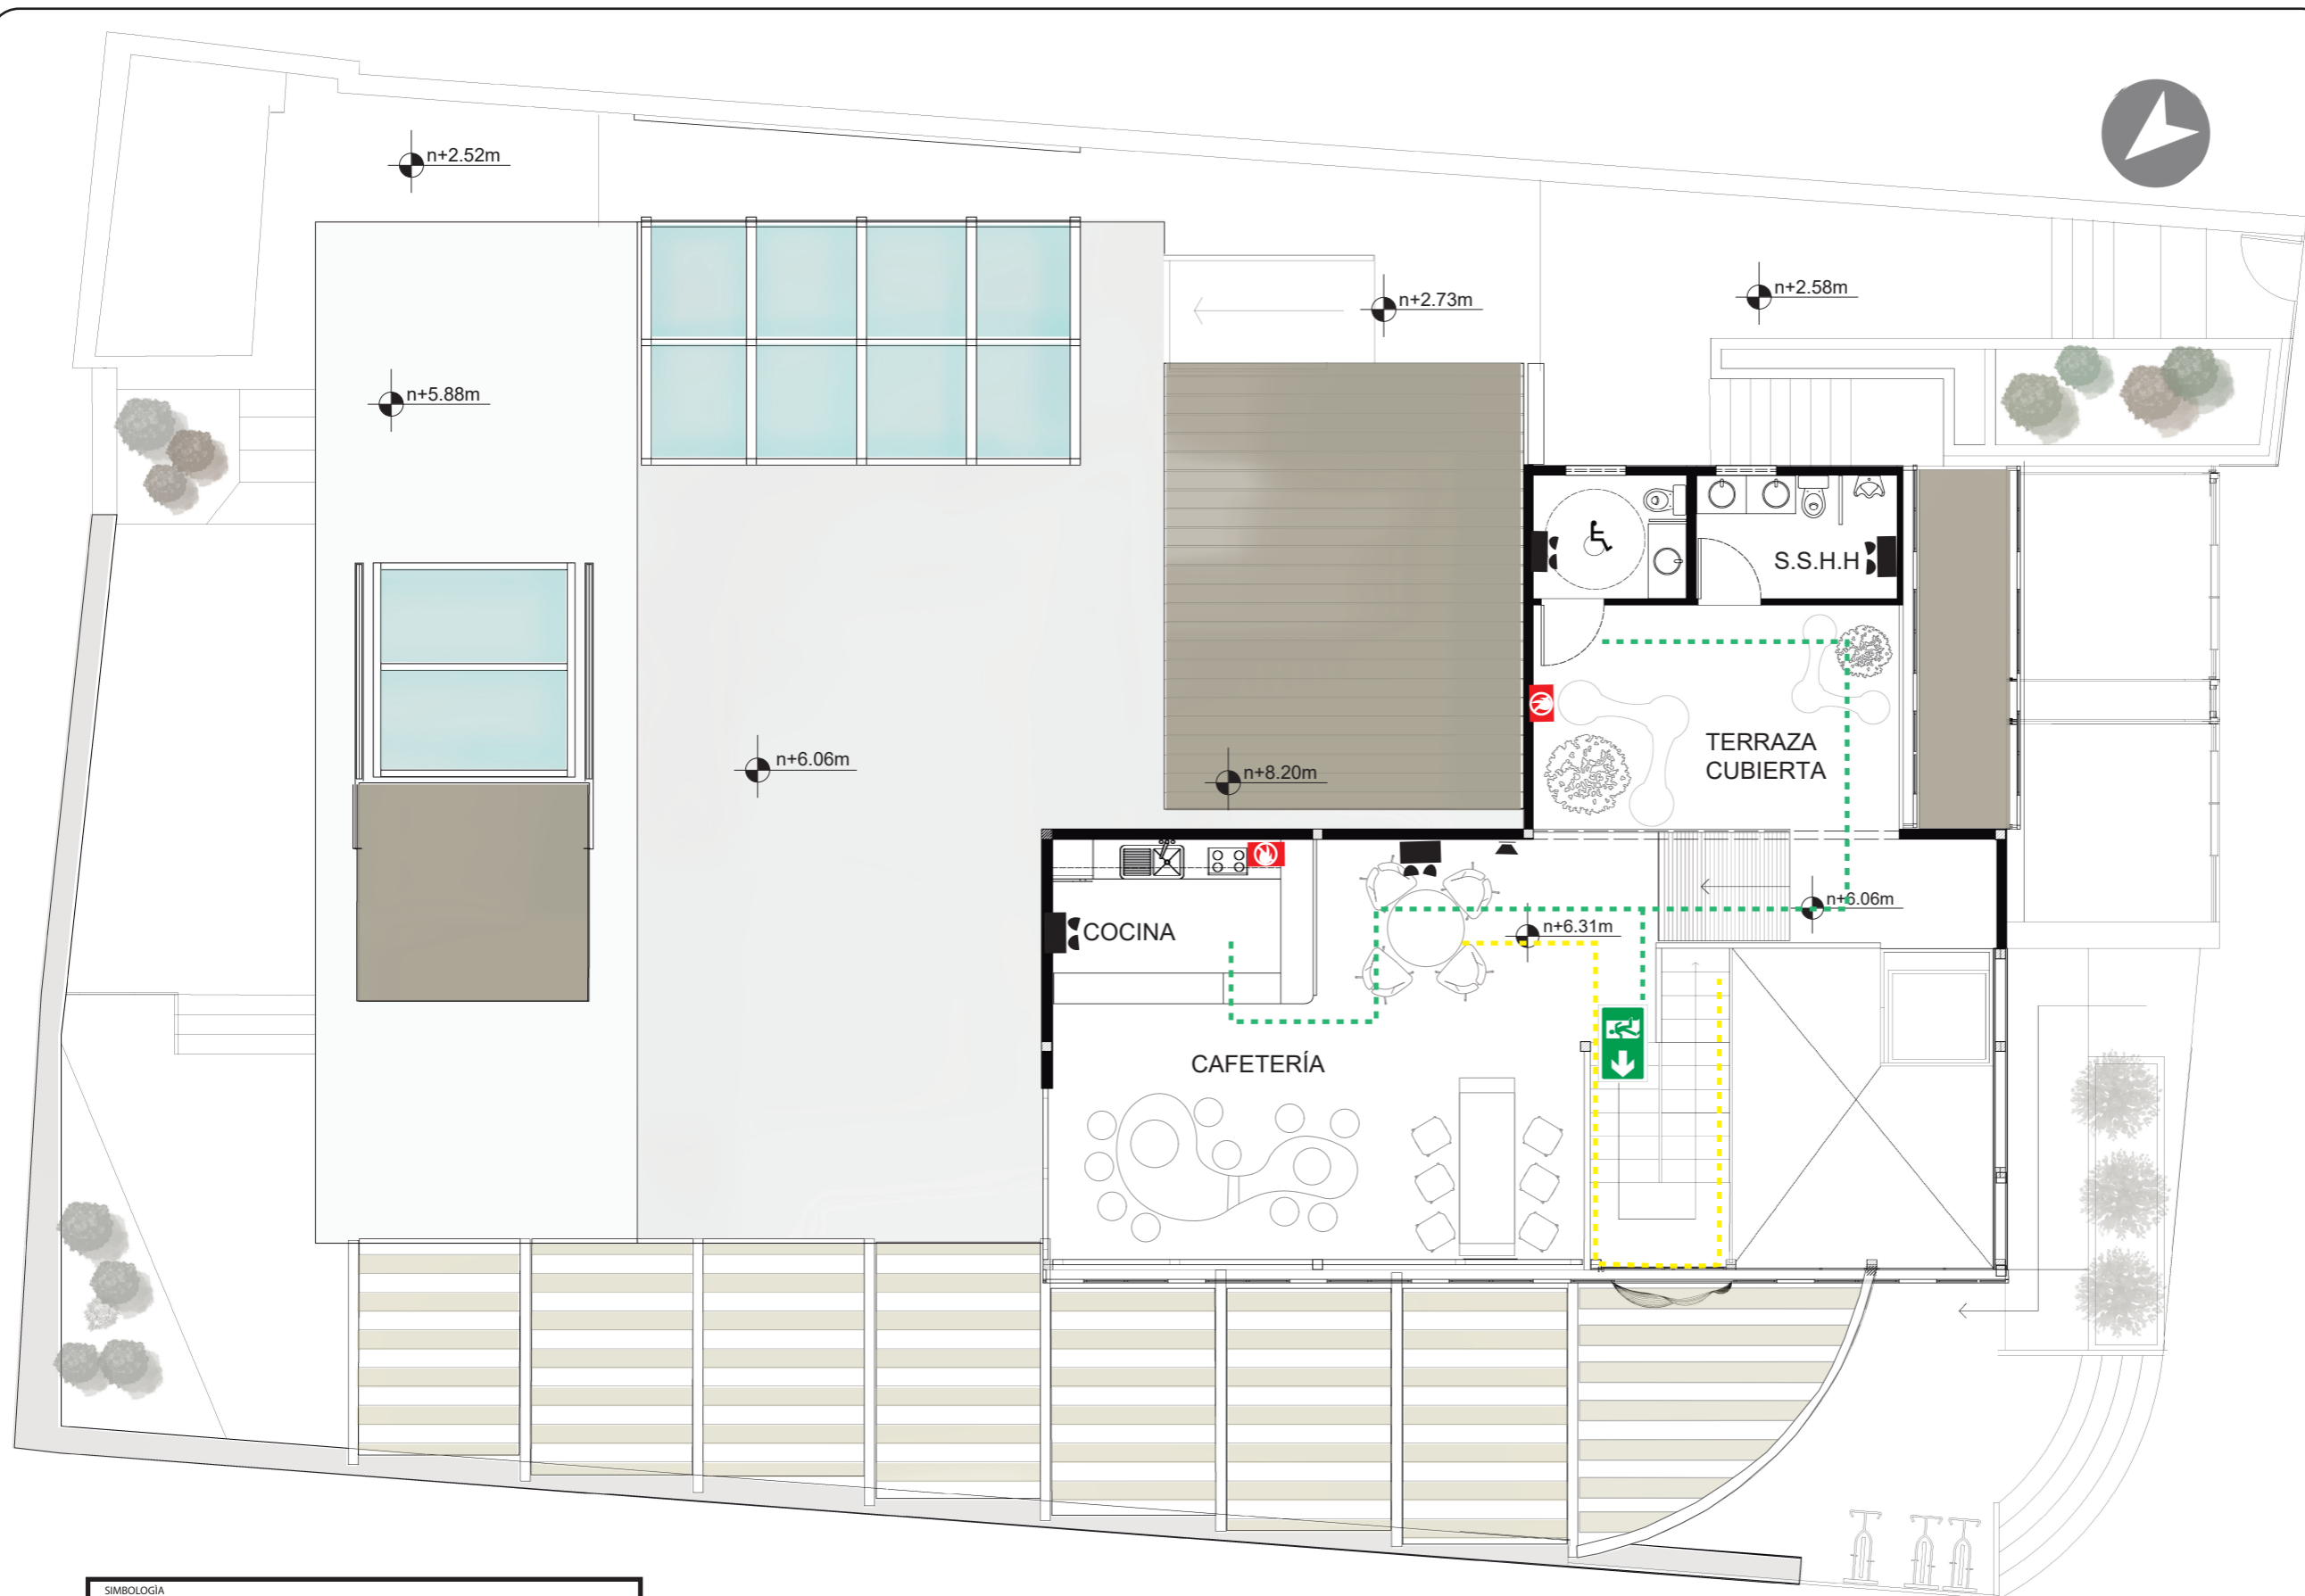 n+2.52m
n+2.73m
n+2.58m
n+5.88m
S.S.H.H
TERRAZA
CUBIERTA
n+6.06m
n+8.20m
COCINA
n+6.31m
n+6.06m
CAFETERÍA
SIMBOLOGÌA